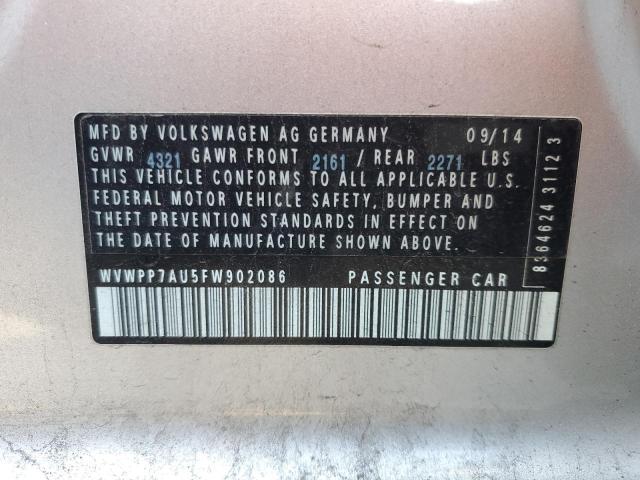 MFD BY VOLKSWAGEN AG GERMANY 09/14
GVWR 4321 GAWR FRONT 2161 / REAR 2271 LBS
THIS VEHICLE CONFORMS TO ALL APPLICABLE U.S.
FEDERAL MOTOR VEHICLE SAFETY, BUMPER AND
THEFT PREVENTION STANDARDS IN EFFECT ON
THE DATE OF MANUFACTURE SHOWN ABOVE.
WVWPP7AU5FW902086 PASSENGER CAR
8364624 3112 3